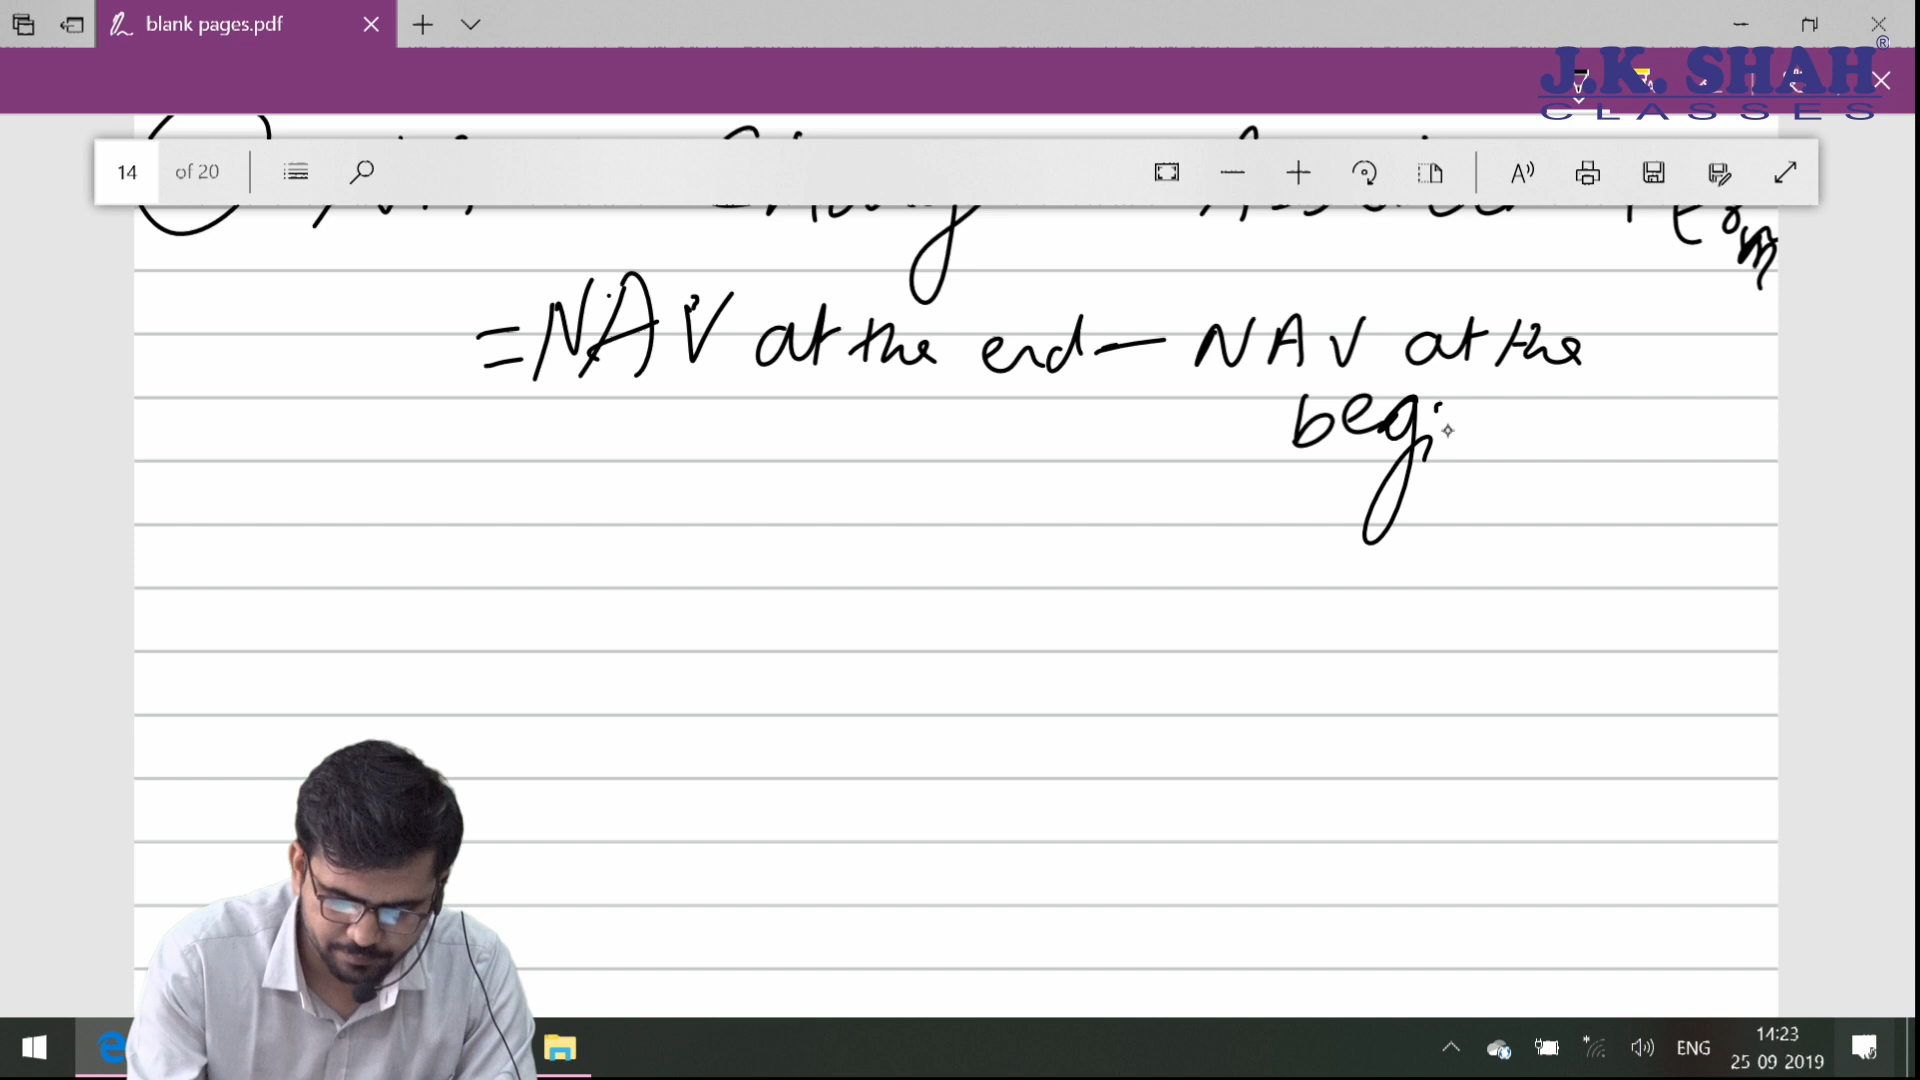 blank pages.pdf
J.K. SHAH®
CLASSES
14 of 20
= NAV at the end — NAV at the
begi
ENG
14:23
25-09-2019